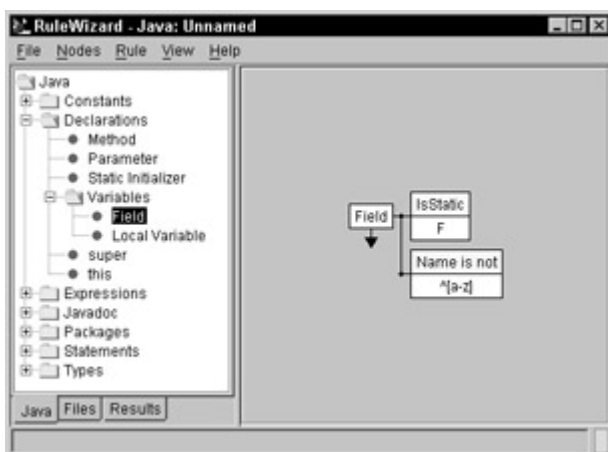 RuleWizard - Java: Unnamed
File Nodes Rule View Help
Java
Constants
Declarations
Method
Parameter
Static Initializer
Variables
Field
Local Variable
super
this
Expressions
Javadoc
Packages
Statements
Types
Java Files Results
Field
IsStatic
F
Name is not
^[a-z]